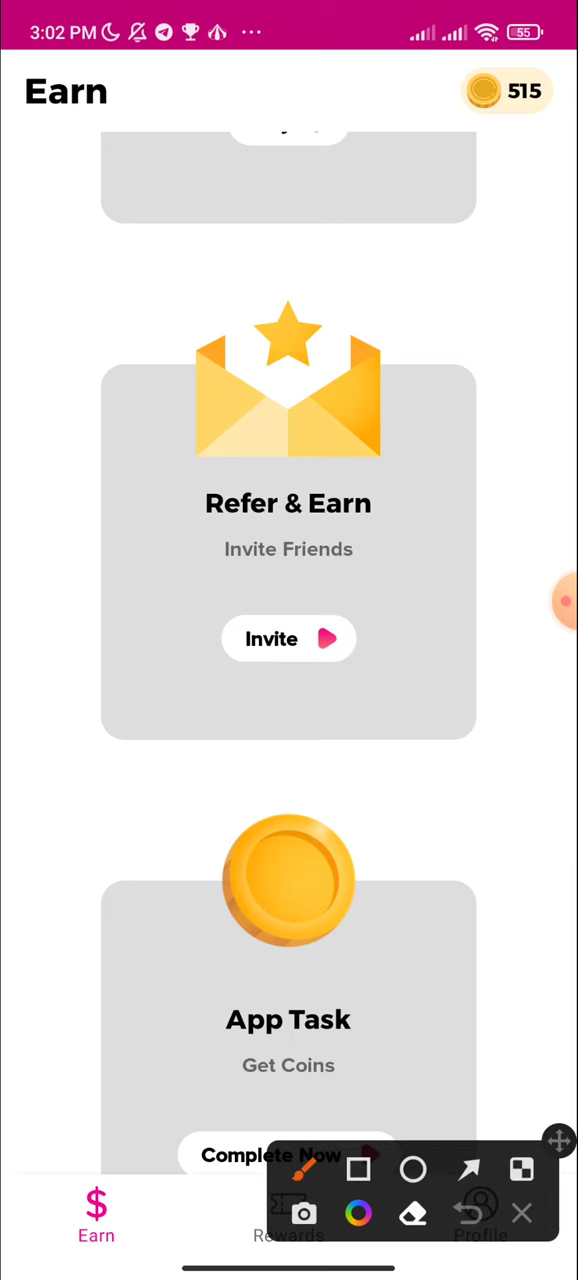 3:02 PM
55
Earn
515
Refer & Earn
Invite Friends
Invite
App Task
Get Coins
Complete Now
Earn
Rewards
Profile